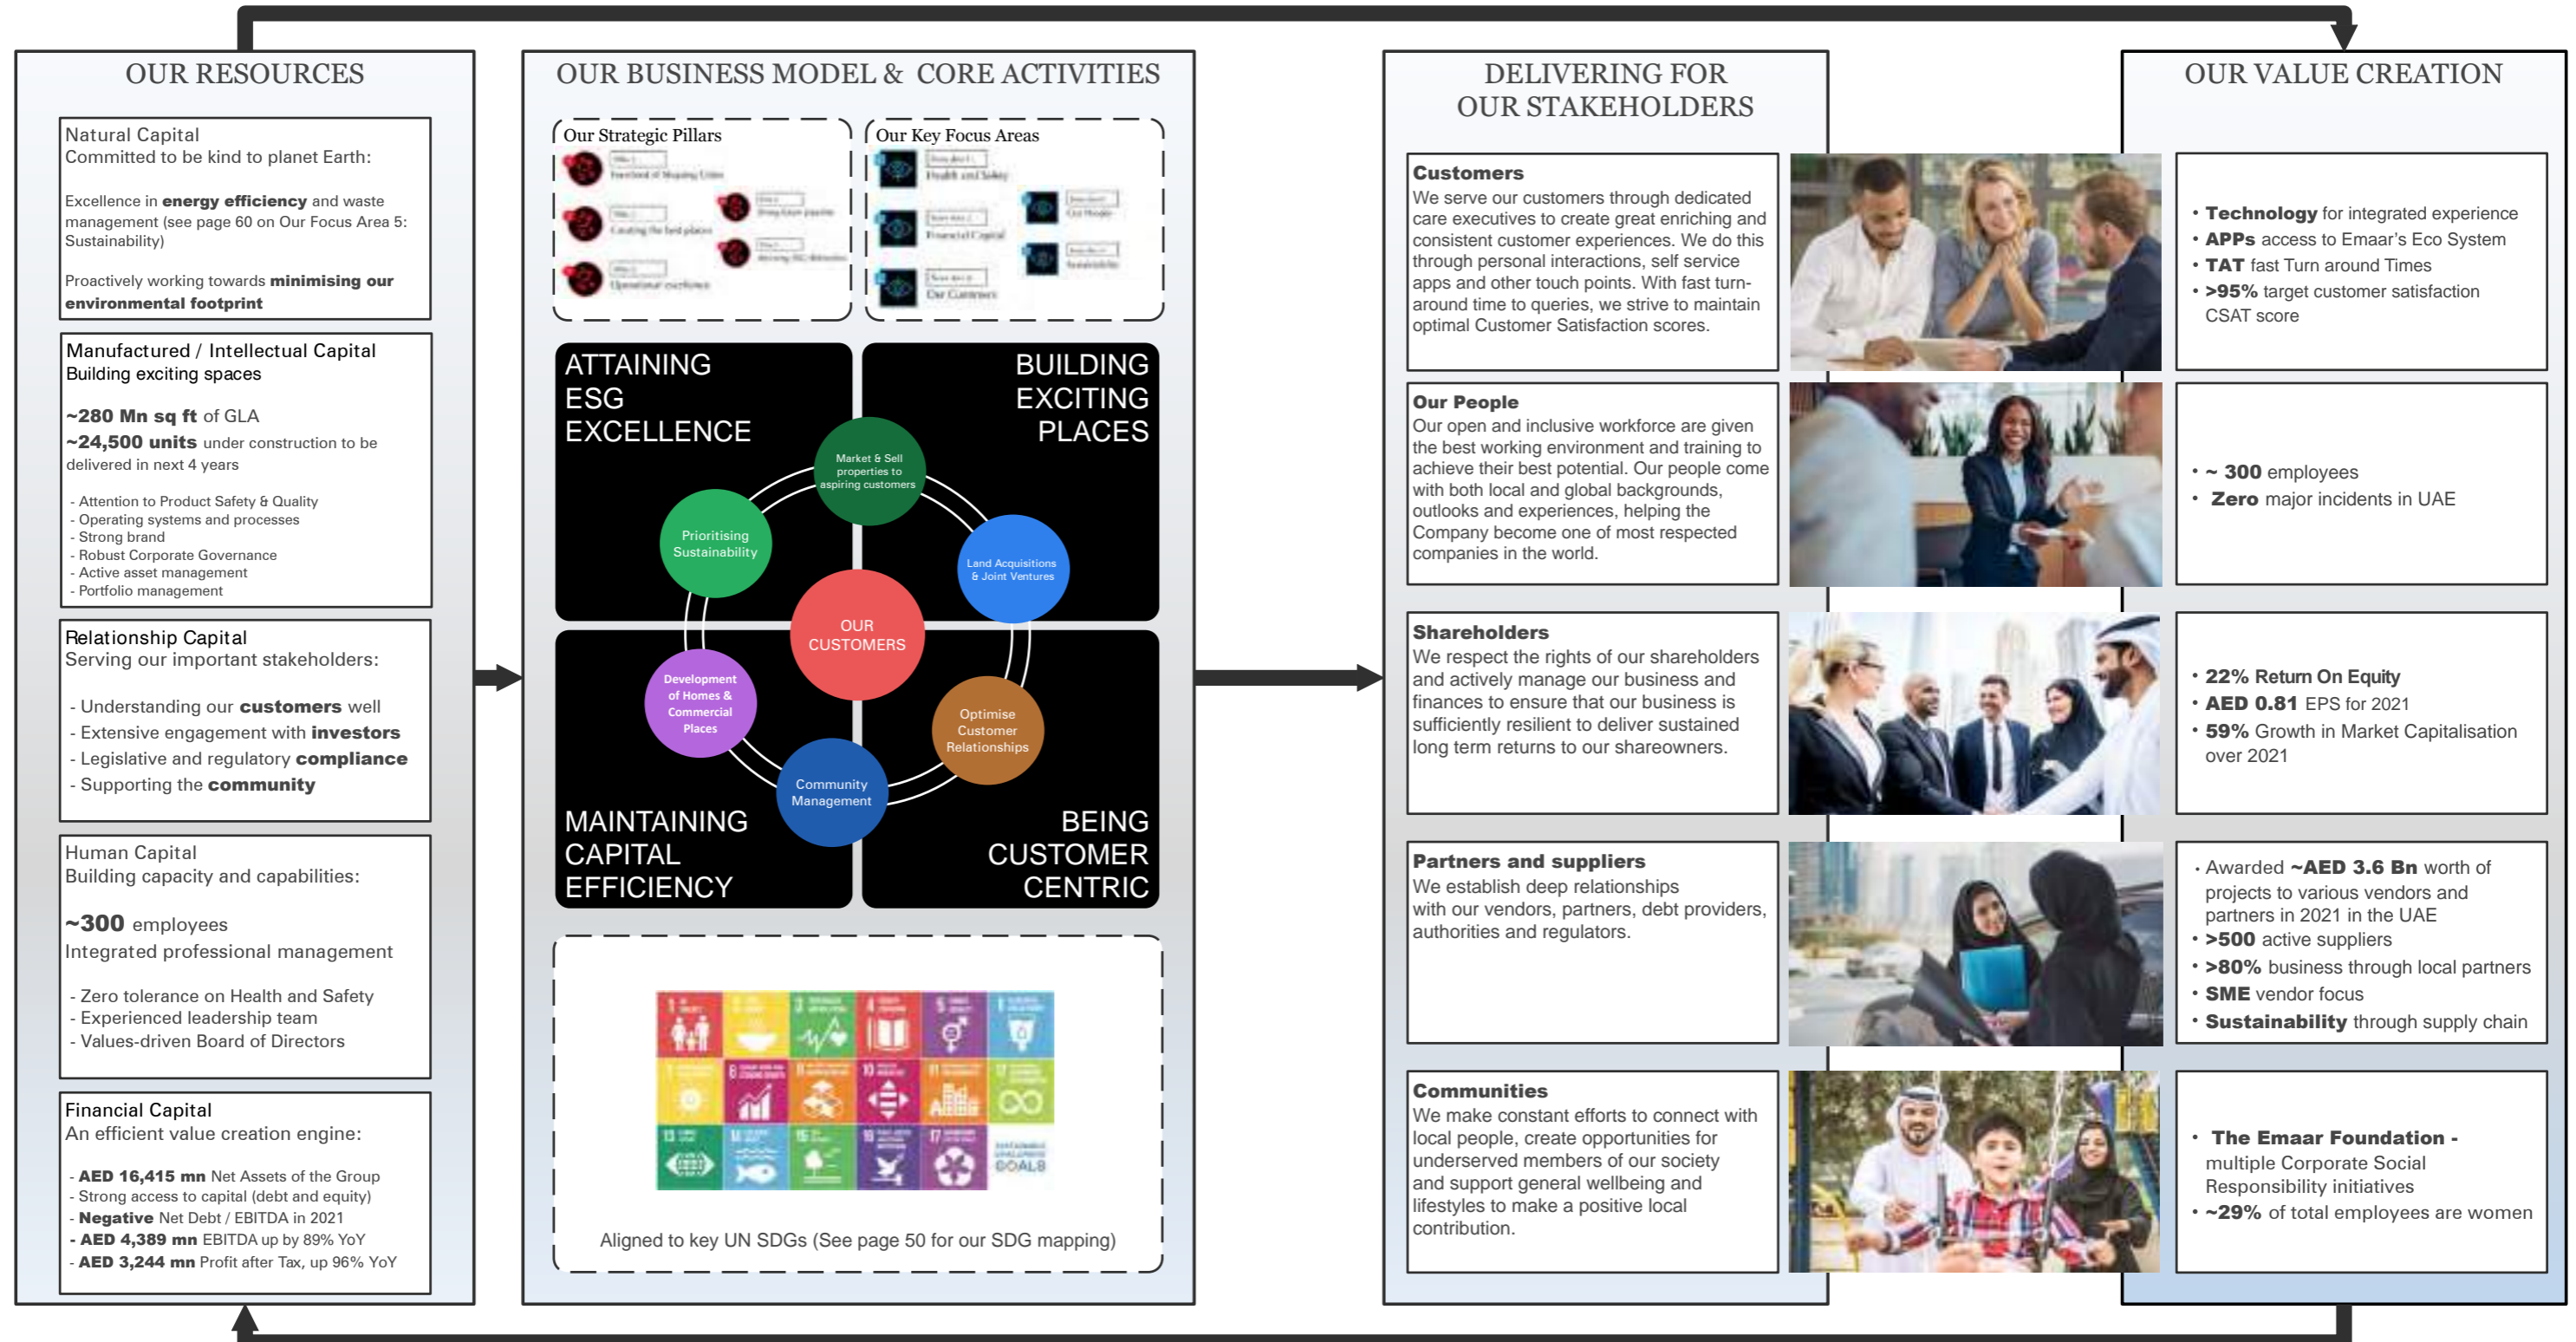 OUR RESOURCES
Natural Capital
Committed to be kind to planet Earth:
Excellence in energy efficiency and waste
management (see page 60 on Our Focus Area 5:
Sustainability)
Proactively working towards minimising our
environmental footprint
Manufactured / Intellectual Capital
Building exciting spaces
~280 Mn sq ft of GLA
~24,500 units under construction to be
delivered in next 4 years
- Attention to Product Safety & Quality
- Operating systems and processes
- Strong brand
- Robust Corporate Governance
- Active asset management
- Portfolio management
Relationship Capital
Serving our important stakeholders:
- Understanding our customers well
- Extensive engagement with investors
- Legislative and regulatory compliance
- Supporting the community
Human Capital
Building capacity and capabilities:
~300 employees
Integrated professional management
- Zero tolerance on Health and Safety
- Experienced leadership team
- Values-driven Board of Directors
Financial Capital
An efficient value creation engine:
- AED 16,415 mn Net Assets of the Group
- Strong access to capital (debt and equity)
- Negative Net Debt / EBITDA in 2021
- AED 4,389 mn EBITDA up by 89% YoY
- AED 3,244 mn Profit after Tax, up 96% YoY
OUR BUSINESS MODEL & CORE ACTIVITIES
Our Strategic Pillars
Creating the best places
Operational excellence
Our Key Focus Areas
Health and Safety
Financial Capital
Our Customers
Our People
Sustainability
ATTAINING
ESG
EXCELLENCE
BUILDING
EXCITING
PLACES
Market & Sell
properties to
aspiring customers
Prioritising
Sustainability
Land Acquisitions
& Joint Ventures
OUR
CUSTOMERS
Development
of Homes &
Commercial
Places
Optimise
Customer
Relationships
Community
Management
MAINTAINING
CAPITAL
EFFICIENCY
BEING
CUSTOMER
CENTRIC
GOALS
Aligned to key UN SDGs (See page 50 for our SDG mapping)
DELIVERING FOR
OUR STAKEHOLDERS
Customers
We serve our customers through dedicated
care executives to create great enriching and
consistent customer experiences. We do this
through personal interactions, self service
apps and other touch points. With fast turn-
around time to queries, we strive to maintain
optimal Customer Satisfaction scores.
Our People
Our open and inclusive workforce are given
the best working environment and training to
achieve their best potential. Our people come
with both local and global backgrounds,
outlooks and experiences, helping the
Company become one of most respected
companies in the world.
Shareholders
We respect the rights of our shareholders
and actively manage our business and
finances to ensure that our business is
sufficiently resilient to deliver sustained
long term returns to our shareowners.
Partners and suppliers
We establish deep relationships
with our vendors, partners, debt providers,
authorities and regulators.
Communities
We make constant efforts to connect with
local people, create opportunities for
underserved members of our society
and support general wellbeing and
lifestyles to make a positive local
contribution.
OUR VALUE CREATION
• Technology for integrated experience
• APPs access to Emaar's Eco System
• TAT fast Turn around Times
• >95% target customer satisfaction
CSAT score
• ~ 300 employees
• Zero major incidents in UAE
• 22% Return On Equity
• AED 0.81 EPS for 2021
• 59% Growth in Market Capitalisation
over 2021
• Awarded ~AED 3.6 Bn worth of
projects to various vendors and
partners in 2021 in the UAE
• >500 active suppliers
• >80% business through local partners
• SME vendor focus
• Sustainability through supply chain
• The Emaar Foundation -
multiple Corporate Social
Responsibility initiatives
• ~29% of total employees are women